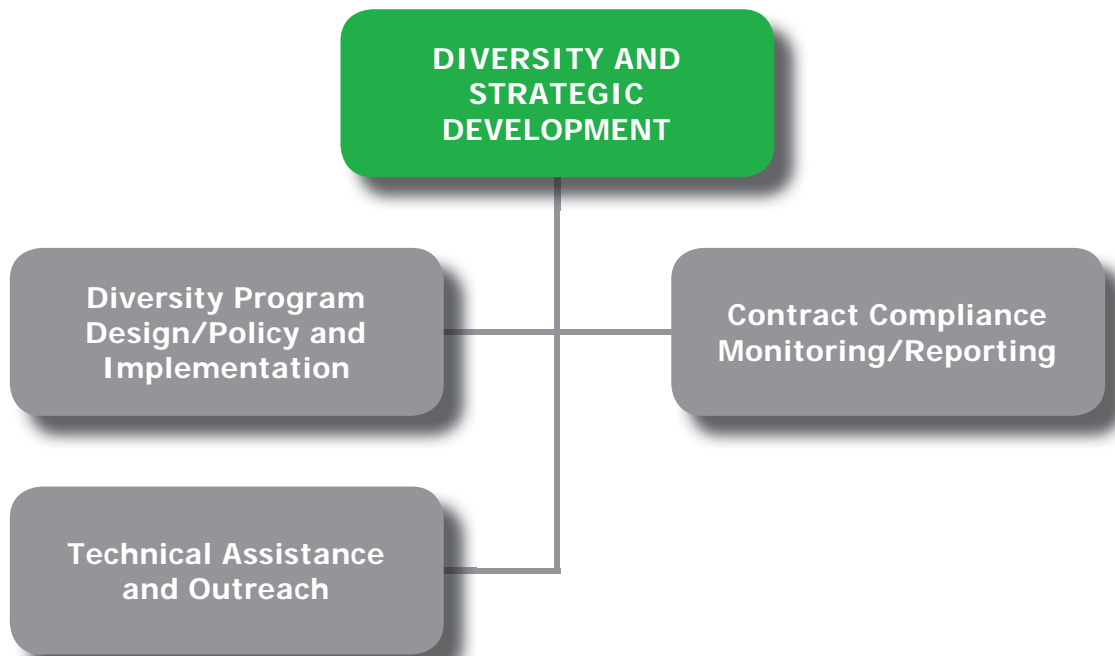 DIVERSITY AND
STRATEGIC
DEVELOPMENT
Diversity Program
Design/Policy and
Implementation
Contract Compliance
Monitoring/Reporting
Technical Assistance
and Outreach